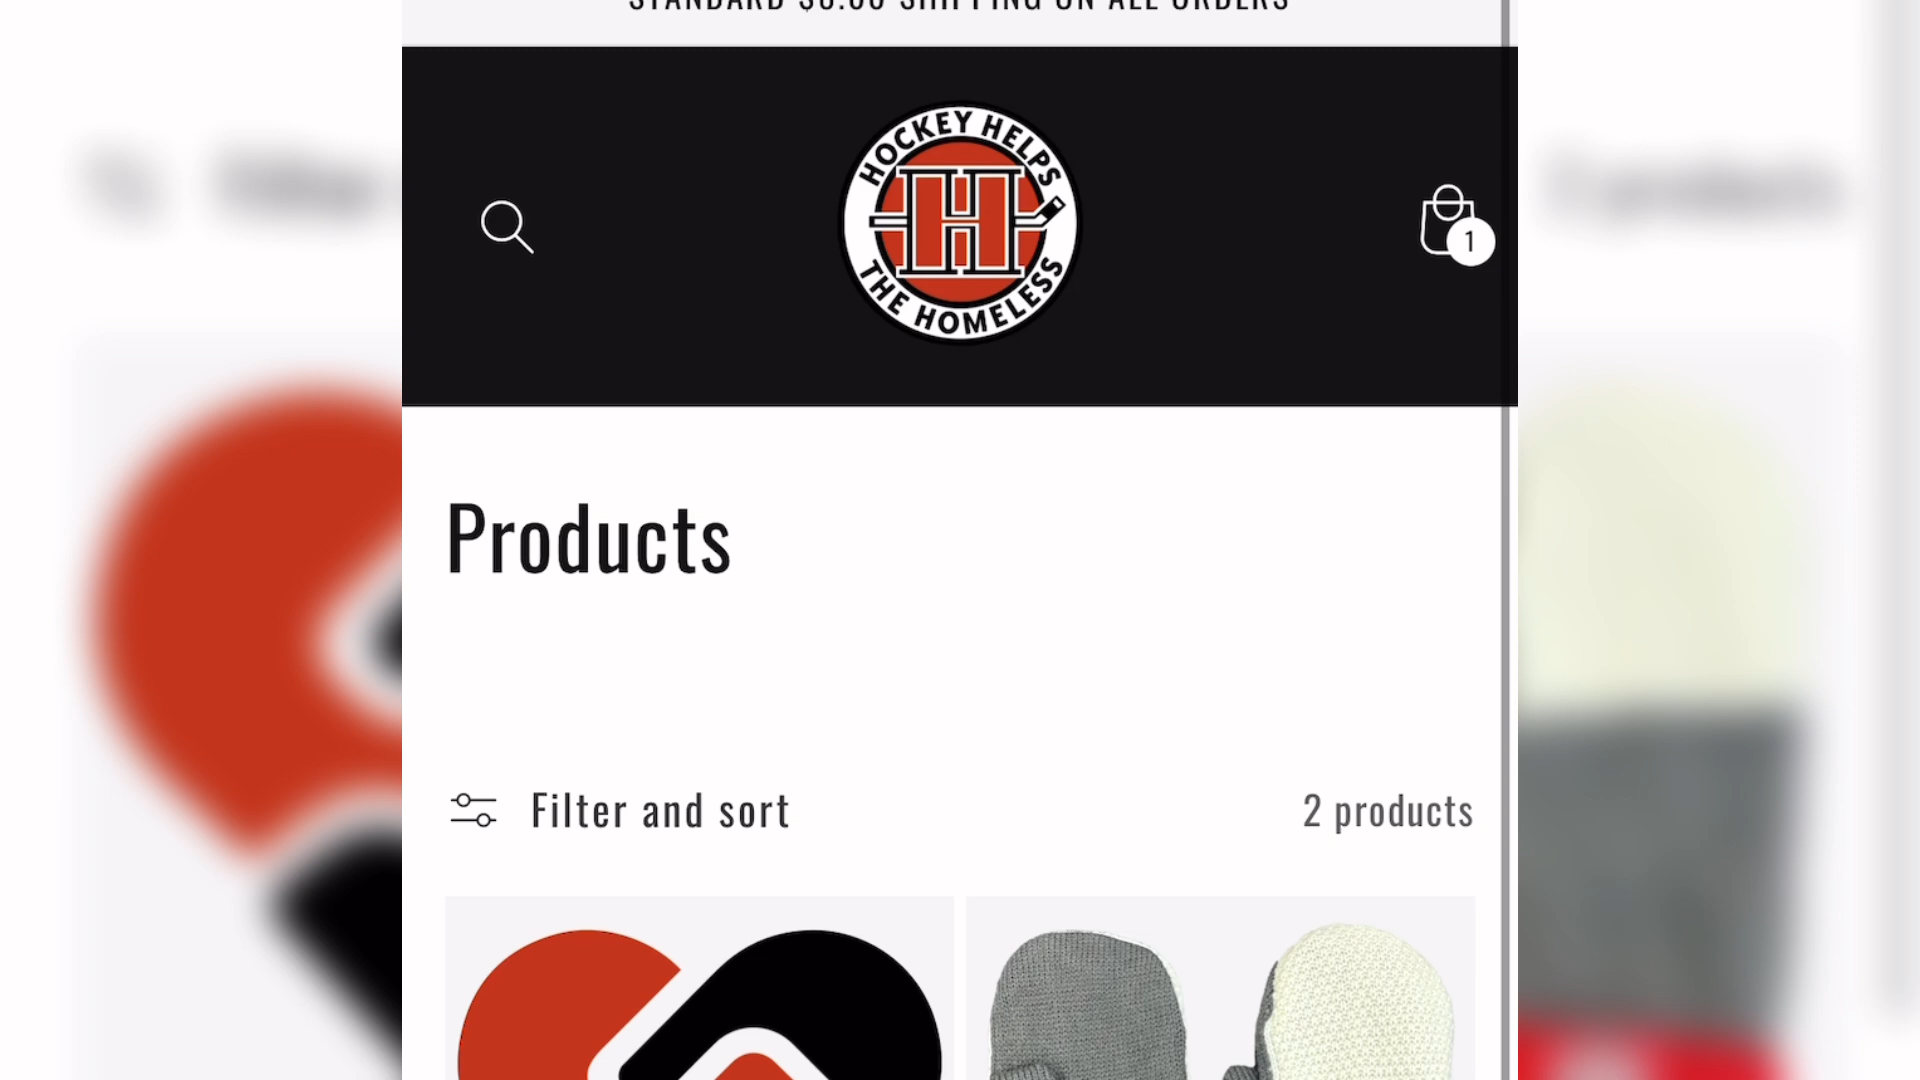 STANDARD $6.00 SHIPPING ON ALL ORDERS
HOCKEY HELPS
H
THE HOMELESS
1
Products
Filter and sort
2 products